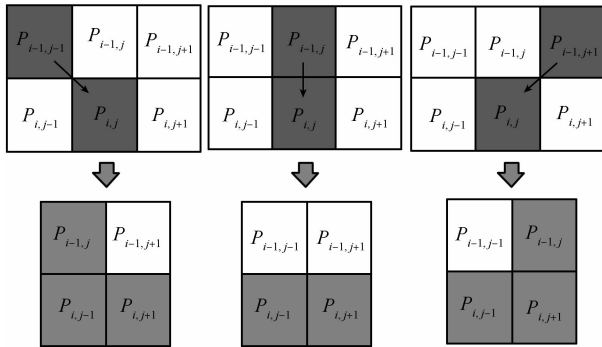 P_{i-1, j-1} P_{i-1, j} P_{i-1, j+1} P_{i-1, j-1} P_{i-1, j} P_{i-1, j+1} P_{i-1, j-1} P_{i-1, j} P_{i-1, j+1}
P_{i, j-1} P_{i, j} P_{i, j+1} P_{i, j-1} P_{i, j} P_{i, j+1} P_{i, j-1} P_{i, j} P_{i, j+1}
P_{i-1, j} P_{i-1, j+1} P_{i-1, j-1} P_{i-1, j+1} P_{i-1, j-1} P_{i-1, j}
P_{i, j-1} P_{i, j+1} P_{i, j-1} P_{i, j+1} P_{i, j-1} P_{i, j+1}